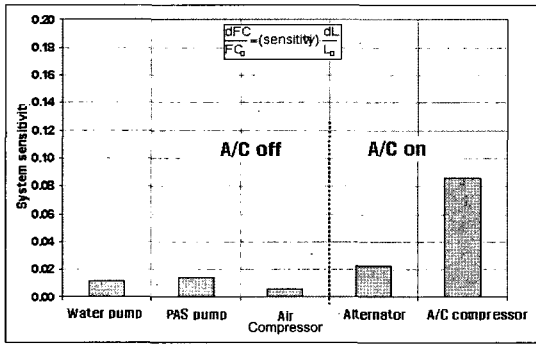 0.20
0.18
0.16
0.14
0.12
0.10
0.08
0.06
0.04
0.02
0.00
System sensitivit
dFC/FC₀ =(sensitivity) dL/L₀
A/C off
A/C on
Water pump
PAS pump
Air Compressor
Alternator
A/C compressor